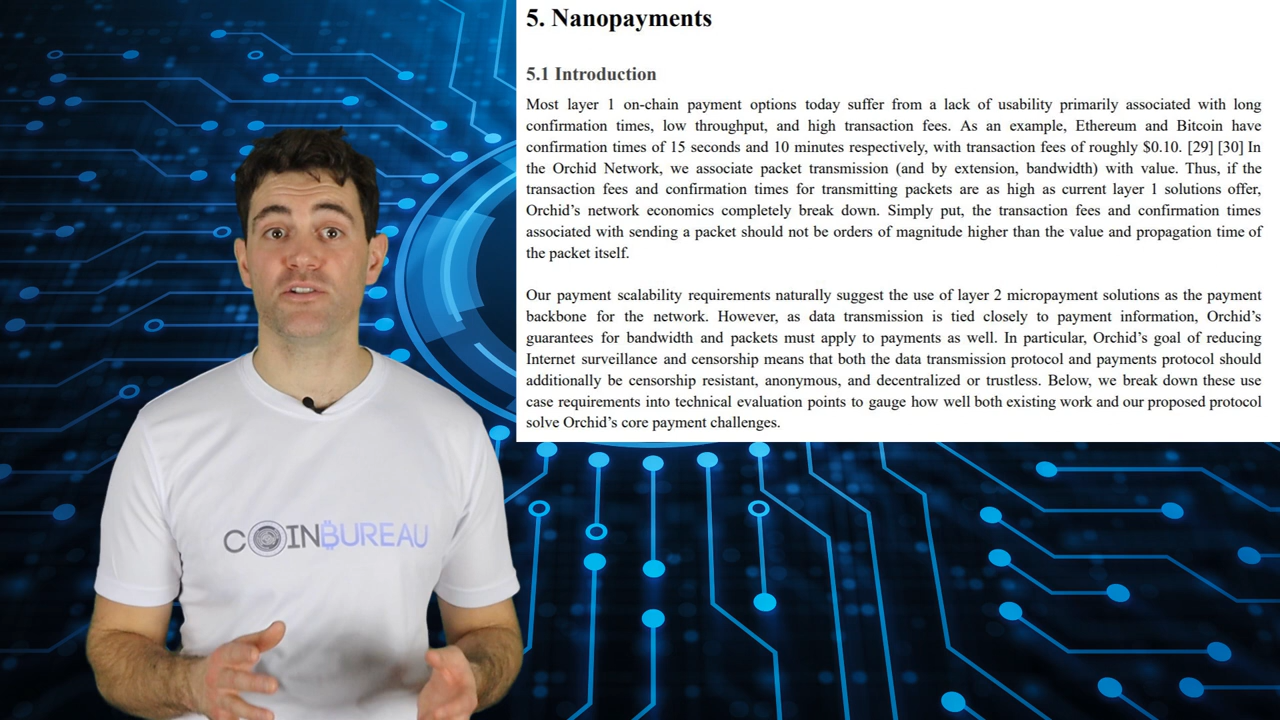 5. Nanopayments
5.1 Introduction
Most layer 1 on-chain payment options today suffer from a lack of usability primarily associated with long
confirmation times, low throughput, and high transaction fees. As an example, Ethereum and Bitcoin have
confirmation times of 15 seconds and 10 minutes respectively, with transaction fees of roughly $0.10. [29] [30] In
the Orchid Network, we associate packet transmission (and by extension, bandwidth) with value. Thus, if the
transaction fees and confirmation times for transmitting packets are as high as current layer 1 solutions offer,
Orchid’s network economics completely break down. Simply put, the transaction fees and confirmation times
associated with sending a packet should not be orders of magnitude higher than the value and propagation time of
the packet itself.
Our payment scalability requirements naturally suggest the use of layer 2 micropayment solutions as the payment
backbone for the network. However, as data transmission is tied closely to payment information, Orchid’s
guarantees for bandwidth and packets must apply to payments as well. In particular, Orchid’s goal of reducing
Internet surveillance and censorship means that both the data transmission protocol and payments protocol should
additionally be censorship resistant, anonymous, and decentralized or trustless. Below, we break down these use
case requirements into technical evaluation points to gauge how well both existing work and our proposed protocol
solve Orchid’s core payment challenges.
COINBUREAU